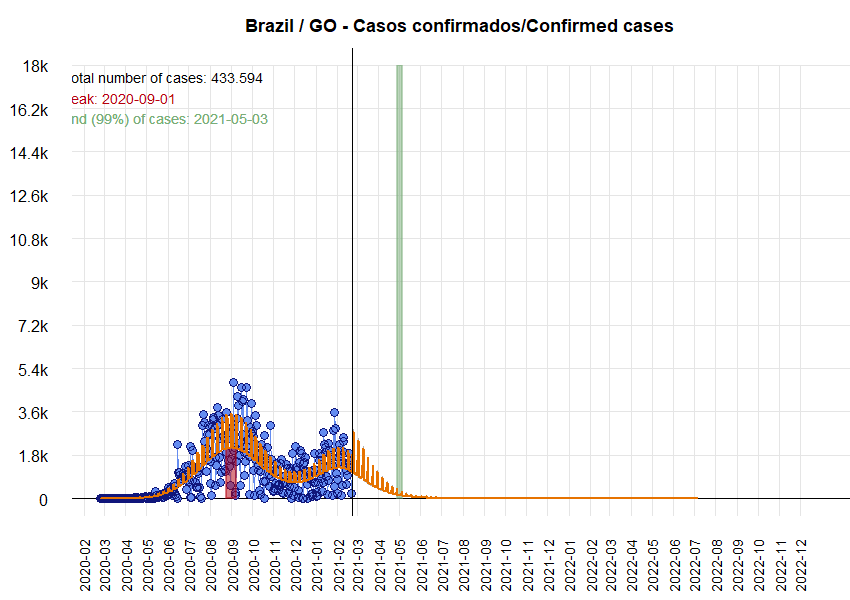 Brazil / GO - Casos confirmados/Confirmed cases
18k
otal number of cases: 433.594
eak: 2020-09-01
16.2k
nd (99%) of cases: 2021-05-03
14.4k
12.6k
10.8k
9k
7.2k
5.4k
3.6k
1.8k
0
2020-02
2020-03
2020-04
2020-05
2020-06
2020-07
2020-08
2020-09
2020-10
2020-11
2020-12
2021-01
2021-02
2021-03
2021-04
2021-05
2021-06
2021-07
2021-08
2021-09
2021-10
2021-11
2021-12
2022-01
2022-02
2022-03
2022-04
2022-05
2022-06
2022-07
2022-08
2022-09
2022-10
2022-11
2022-12